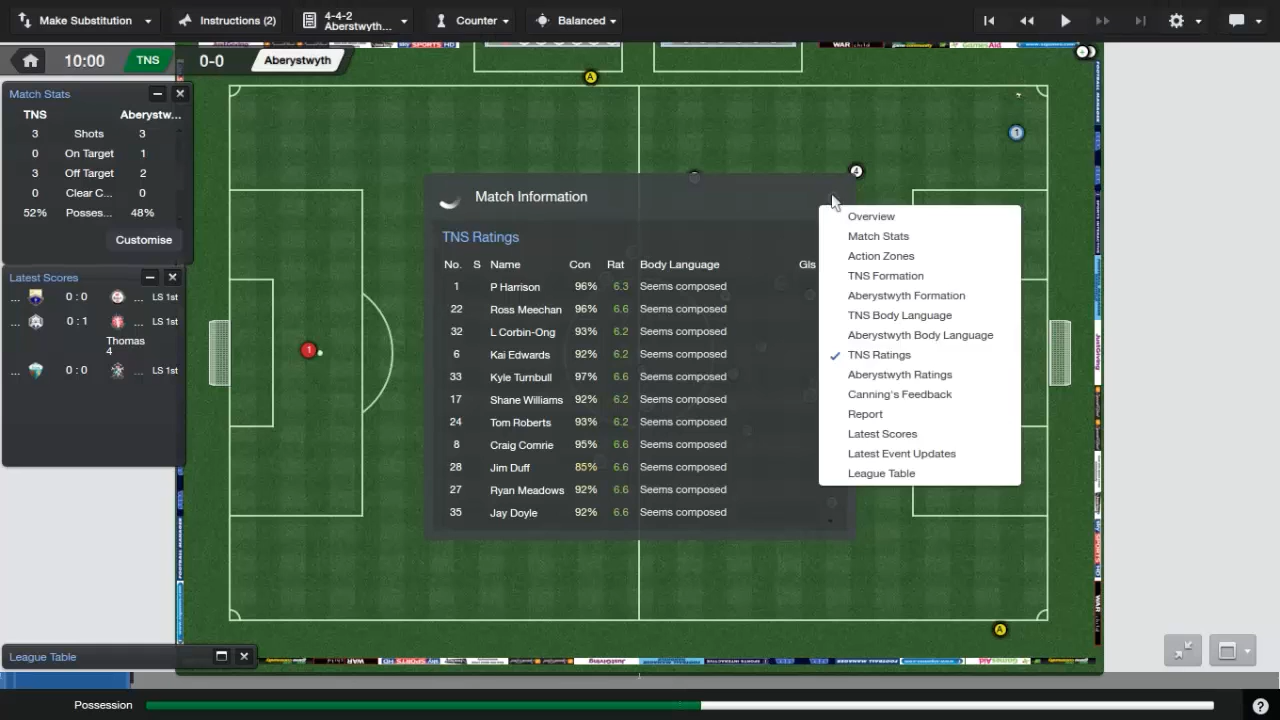 Make Substitution
Instructions (2)
4-4-2
Aberystwyth...
Counter
Balanced
10:00 TNS 0-0 Aberystwyth
Match Stats
TNS Aberystw...
3 Shots 3
0 On Target 1
3 Off Target 2
0 Clear C... 0
52% Posses... 48%
Customise
Latest Scores
... 0 : 0 LS 1st
... 0 : 1 LS 1st
Thomas
4
... 0 : 0 LS 1st
Match Information
TNS Ratings
No. S Name Con Rat Body Language Gls
1 P Harrison 96% 6.3 Seems composed
22 Ross Meechan 96% 6.6 Seems composed
32 L Corbin-Ong 93% 6.2 Seems composed
6 Kai Edwards 92% 6.2 Seems composed
33 Kyle Turnbull 97% 6.6 Seems composed
17 Shane Williams 92% 6.2 Seems composed
24 Tom Roberts 93% 6.2 Seems composed
8 Craig Comrie 95% 6.6 Seems composed
28 Jim Duff 85% 6.6 Seems composed
27 Ryan Meadows 92% 6.6 Seems composed
35 Jay Doyle 92% 6.6 Seems composed
Overview
Match Stats
Action Zones
TNS Formation
Aberystwyth Formation
TNS Body Language
Aberystwyth Body Language
TNS Ratings
Aberystwyth Ratings
Canning's Feedback
Report
Latest Scores
Latest Event Updates
League Table
A
1
4
1
A
League Table
Possession
?